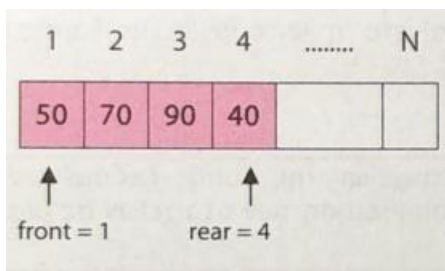 1 2 3 4 ........ N
50 70 90 40
front = 1 rear = 4